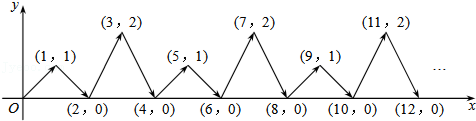 y
(3, 2) (7, 2) (11, 2)
(1, 1) (5, 1) (9, 1) ...
O (2, 0) (4, 0) (6, 0) (8, 0) (10, 0) (12, 0) x